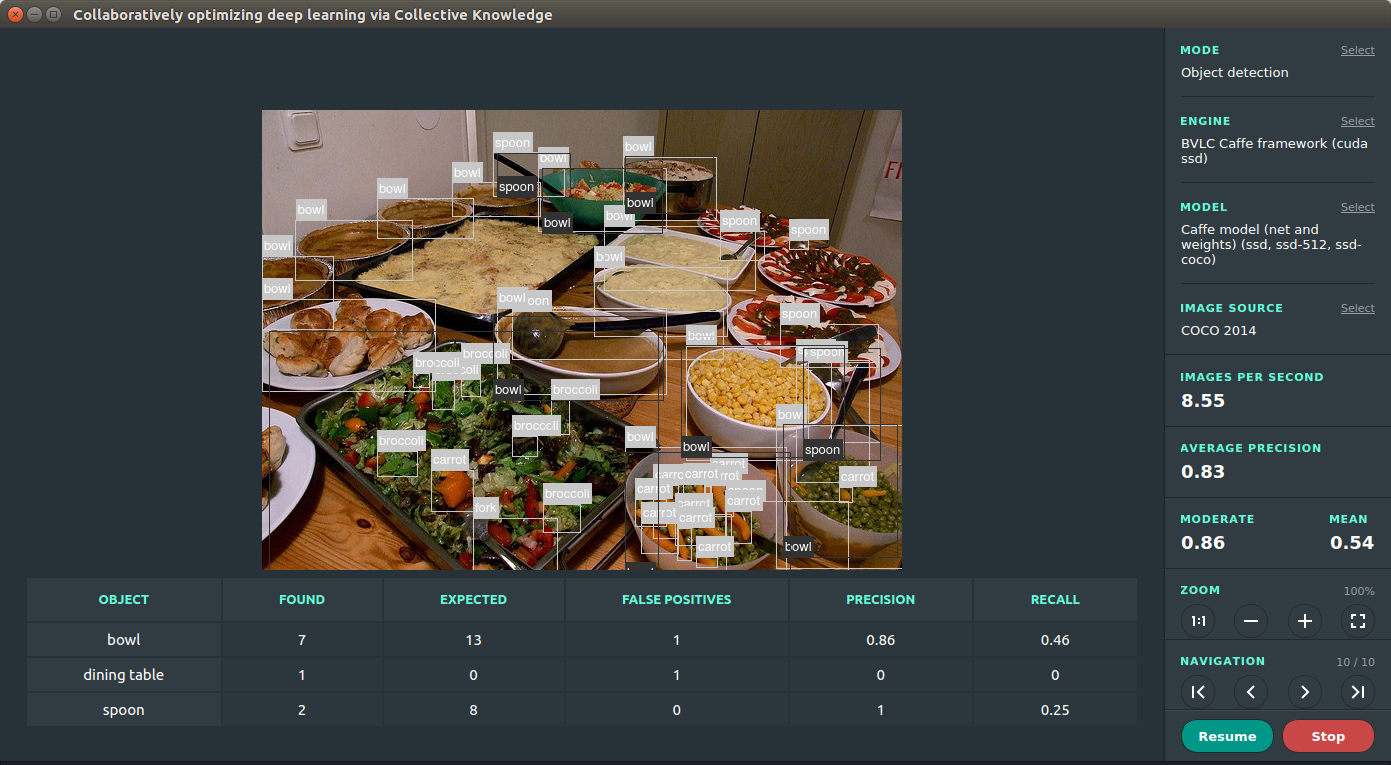 Collaboratively optimizing deep learning via Collective Knowledge
spoon
bowl
bowl
bowl
spoon
bowl
bowl
bowl
bowl
bowl
spoon
bowl
spoon
bowl
bowl
bowl
bowl
spoon
bowl
broccoli
broccoli
spoon
bowl
broccoli
bowl
broccoli
bowl
broccoli
bowl
spoon
carrot
carrot
carrot
carrot
broccoli
carrot
fork
carrot
carrot
bowl
MODE Select
Object detection
ENGINE Select
BVLC Caffe framework (cuda
ssd)
MODEL Select
Caffe model (net and
weights) (ssd, ssd-512, ssd-
coco)
IMAGE SOURCE Select
COCO 2014
IMAGES PER SECOND
8.55
AVERAGE PRECISION
0.83
MODERATE MEAN
0.86 0.54
ZOOM 100%
1:1
NAVIGATION 10 / 10
Resume Stop
OBJECT FOUND EXPECTED FALSE POSITIVES PRECISION RECALL
bowl 7 13 1 0.86 0.46
dining table 1 0 1 0 0
spoon 2 8 0 1 0.25